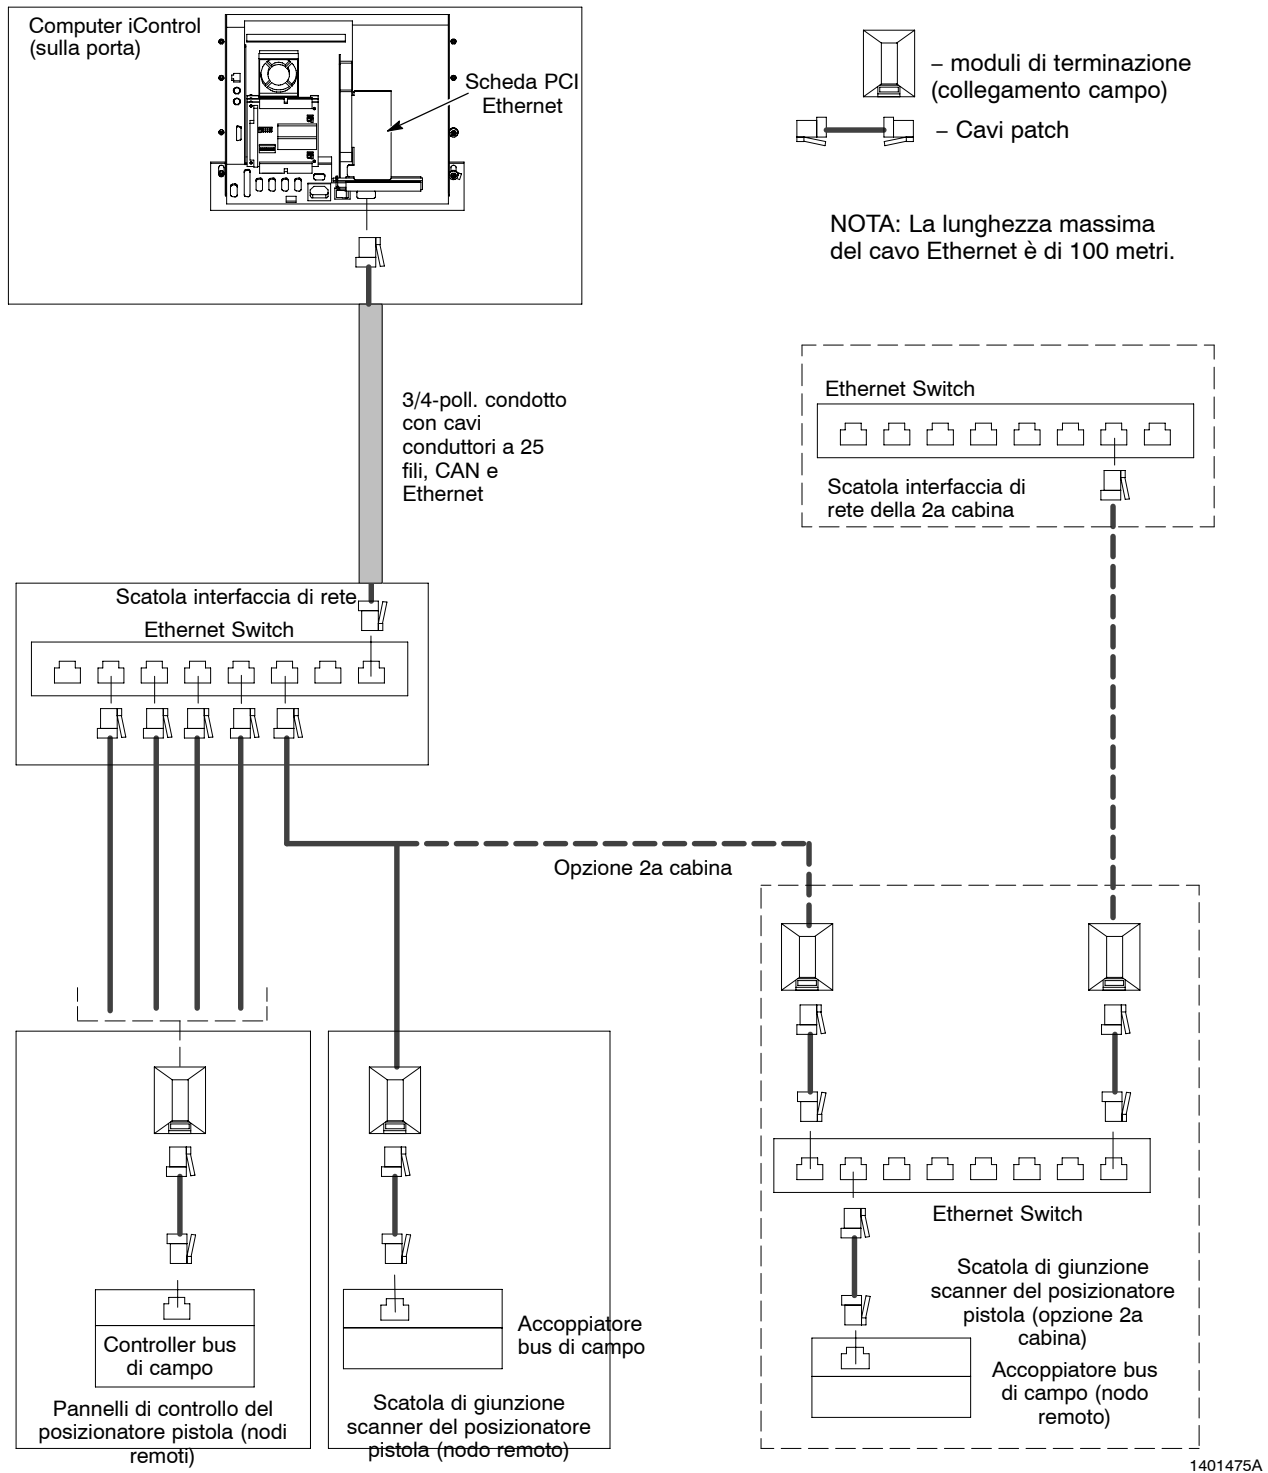 Computer iControl
(sulla porta)
Scheda PCI
Ethernet
– moduli di terminazione
(collegamento campo)
– Cavi patch
NOTA: La lunghezza massima
del cavo Ethernet è di 100 metri.
3/4-poll. condotto
con cavi
conduttori a 25
fili, CAN e
Ethernet
Ethernet Switch
Scatola interfaccia di
rete della 2a cabina
Scatola interfaccia di rete
Ethernet Switch
Opzione 2a cabina
Ethernet Switch
Scatola di giunzione
scanner del posizionatore
pistola (opzione 2a
cabina)
Accoppiatore bus
di campo (nodo
remoto)
Controller bus
di campo
Pannelli di controllo del
posizionatore pistola (nodi
remoti)
Accoppiatore
bus di campo
Scatola di giunzione
scanner del posizionatore
pistola (nodo remoto)
1401475A